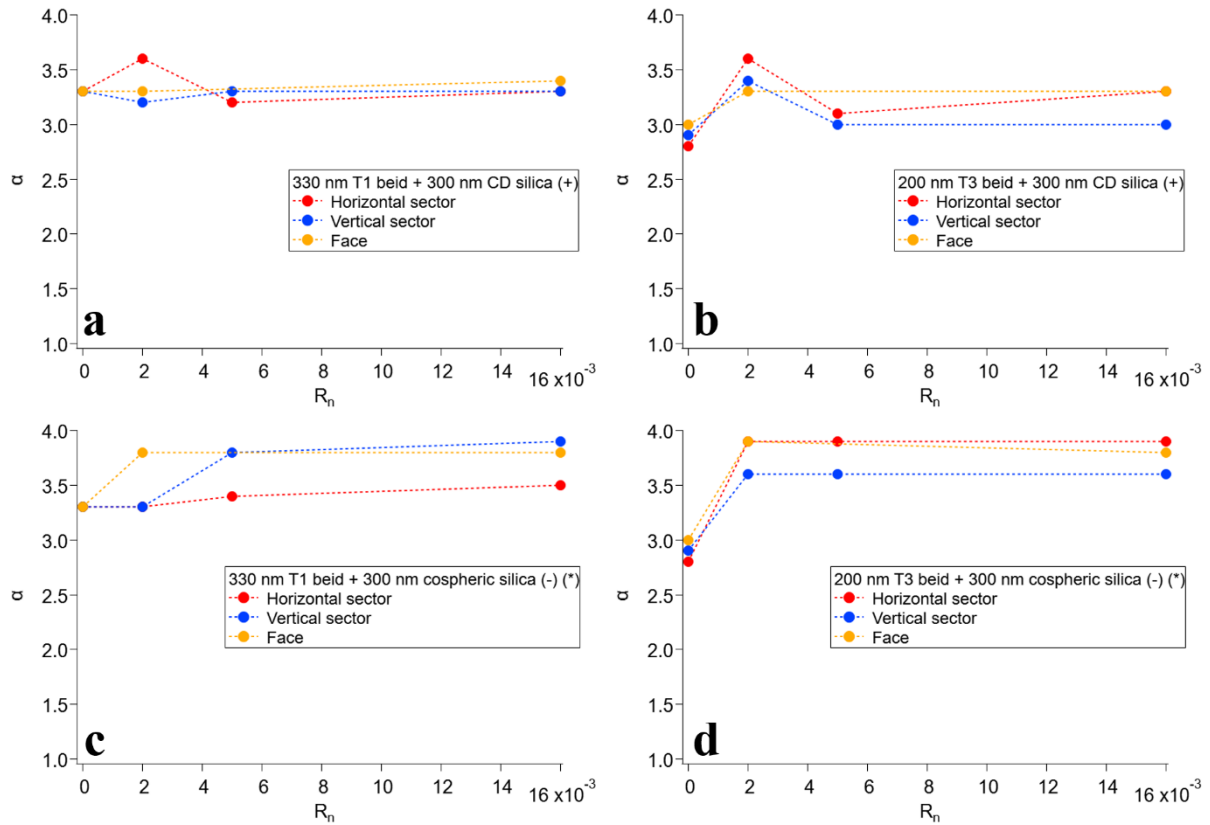 4.0
3.5
3.0
2.5
2.0
1.5
1.0
α
330 nm T1 beid + 300 nm CD silica (+)
Horizontal sector
Vertical sector
Face
a
0 2 4 6 8 10 12 14 16 x10⁻³
Rₙ
4.0
3.5
3.0
2.5
2.0
1.5
1.0
α
200 nm T3 beid + 300 nm CD silica (+)
Horizontal sector
Vertical sector
Face
b
0 2 4 6 8 10 12 14 16 x10⁻³
Rₙ
4.0
3.5
3.0
2.5
2.0
1.5
1.0
α
330 nm T1 beid + 300 nm cospheric silica (-) (*)
Horizontal sector
Vertical sector
Face
c
0 2 4 6 8 10 12 14 16 x10⁻³
Rₙ
4.0
3.5
3.0
2.5
2.0
1.5
1.0
α
200 nm T3 beid + 300 nm cospheric silica (-) (*)
Horizontal sector
Vertical sector
Face
d
0 2 4 6 8 10 12 14 16 x10⁻³
Rₙ